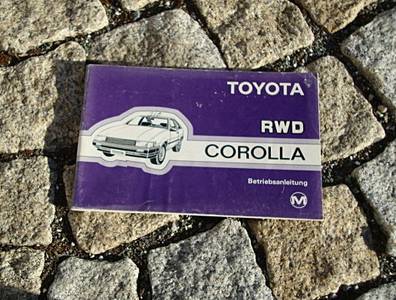 TOYOTA
RWD
COROLLA
Betriebsanleitung
M